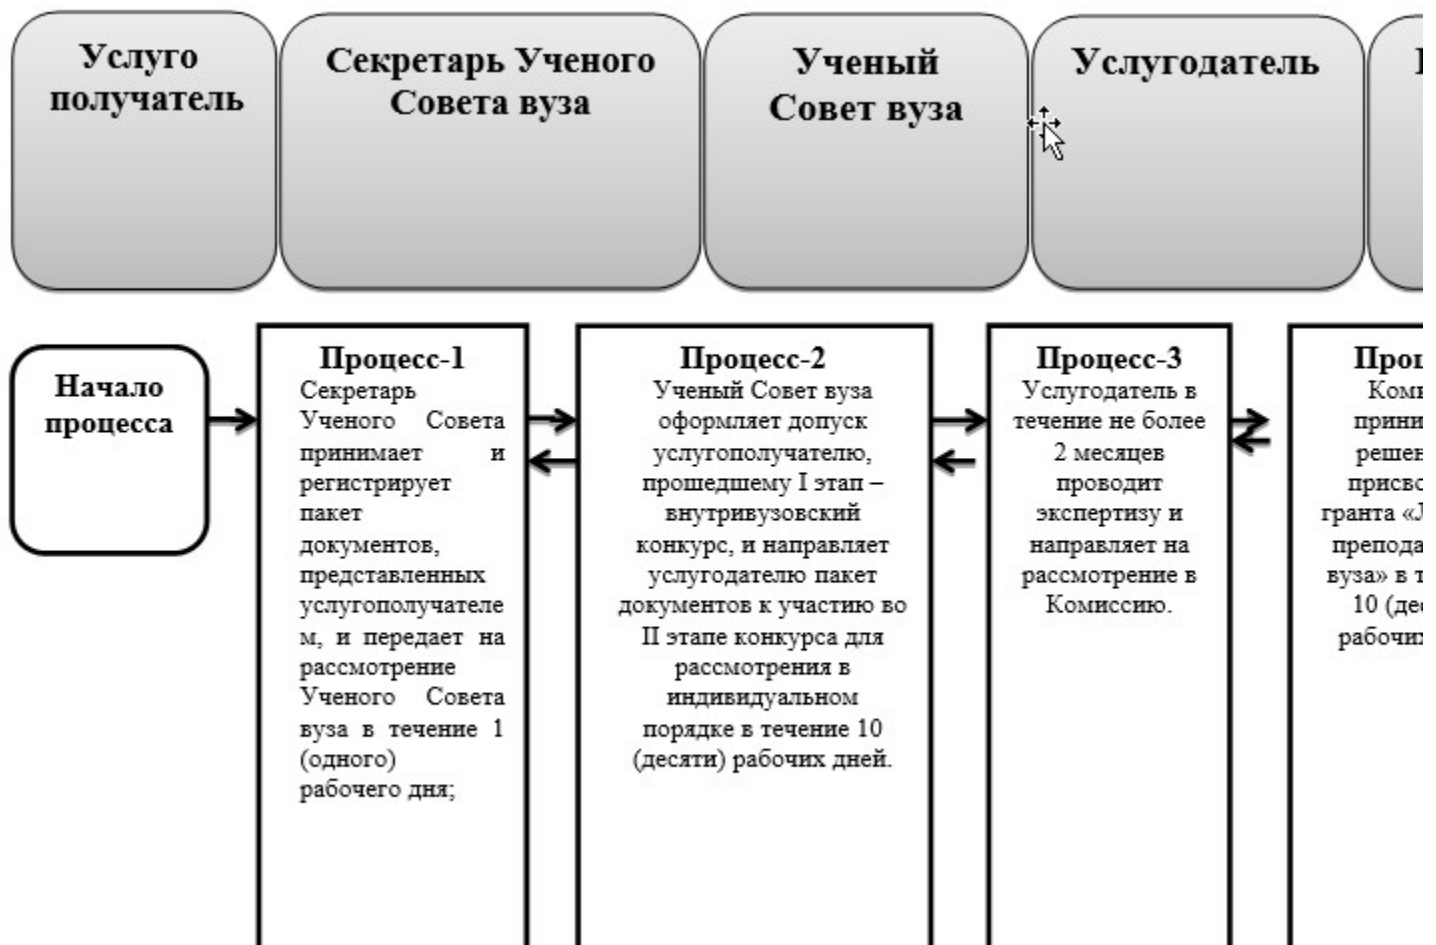 Услуго
получатель
Секретарь Ученого
Совета вуза
Ученый
Совет вуза
Услугодатель
Начало
процесса
Процесс-1
Секретарь
Ученого Совета
принимает и
регистрирует
пакет
документов,
представленных
услугополучателе
м, и передает на
рассмотрение
Ученого Совета
вуза в течение 1
(одного)
рабочего дня;
Процесс-2
Ученый Совет вуза
оформляет допуск
услугополучателю,
прошедшему I этап –
внутривузовский
конкурс, и направляет
услугодателю пакет
документов к участию во
II этапе конкурса для
рассмотрения в
индивидуальном
порядке в течение 10
(десяти) рабочих дней.
Процесс-3
Услугодатель в
течение не более
2 месяцев
проводит
экспертизу и
направляет на
рассмотрение в
Комиссию.
гранта
вуза» в
10